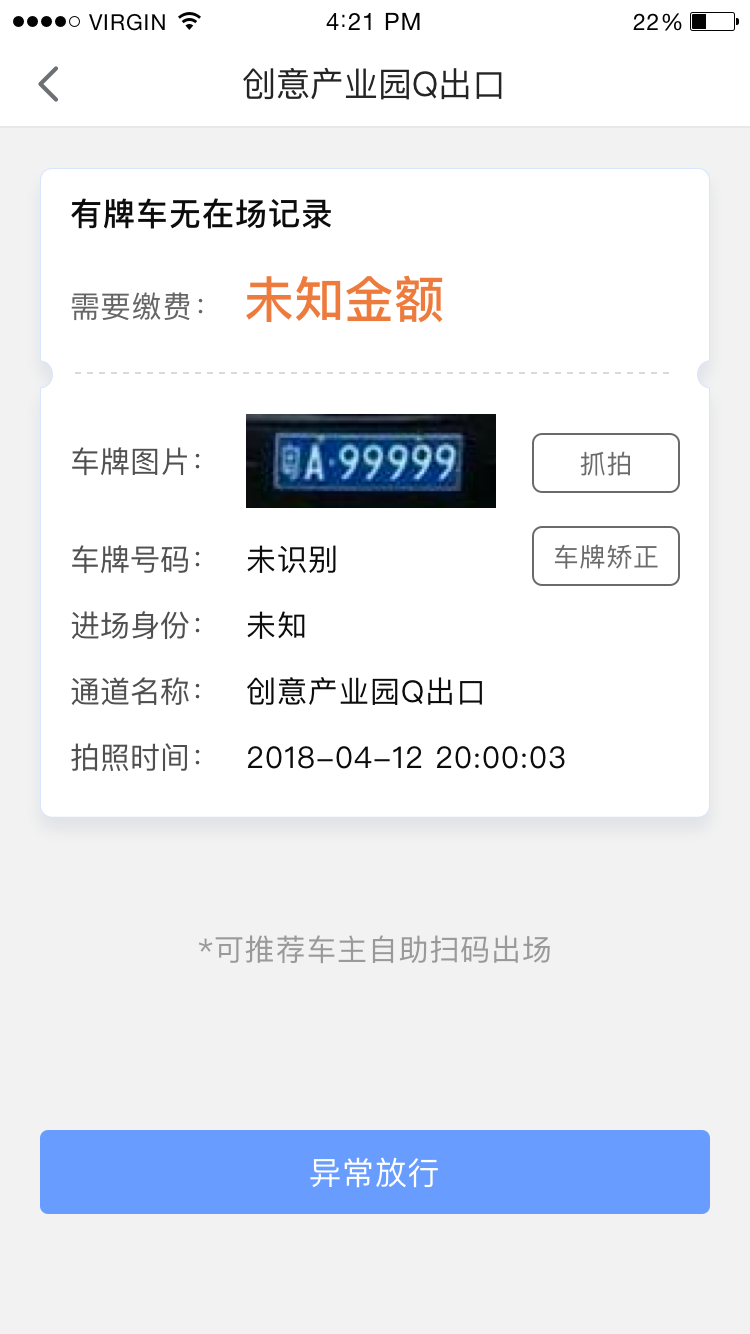 VIRGIN 4:21 PM 22%
创意产业园Q出口
有牌车无在场记录
需要缴费： 未知金额
车牌图片： 粤A·99999 抓拍
车牌号码： 未识别 车牌矫正
进场身份： 未知
通道名称： 创意产业园Q出口
拍照时间： 2018-04-12 20:00:03
*可推荐车主自助扫码出场
异常放行